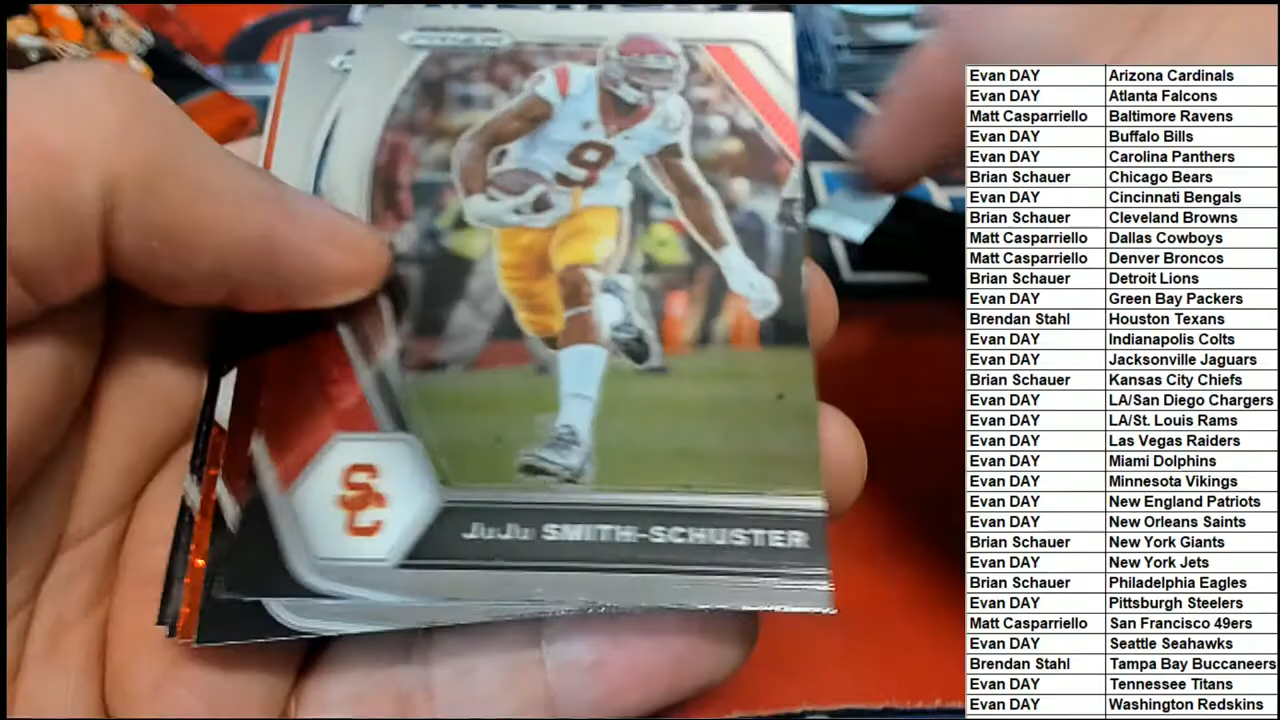 9
SC
JuJu SMITH-SCHUSTER
Evan DAY Arizona Cardinals
Evan DAY Atlanta Falcons
Matt Casparriello Baltimore Ravens
Evan DAY Buffalo Bills
Evan DAY Carolina Panthers
Brian Schauer Chicago Bears
Evan DAY Cincinnati Bengals
Brian Schauer Cleveland Browns
Matt Casparriello Dallas Cowboys
Matt Casparriello Denver Broncos
Brian Schauer Detroit Lions
Evan DAY Green Bay Packers
Brendan Stahl Houston Texans
Evan DAY Indianapolis Colts
Evan DAY Jacksonville Jaguars
Brian Schauer Kansas City Chiefs
Evan DAY LA/San Diego Chargers
Evan DAY LA/St. Louis Rams
Evan DAY Las Vegas Raiders
Evan DAY Miami Dolphins
Evan DAY Minnesota Vikings
Evan DAY New England Patriots
Evan DAY New Orleans Saints
Brian Schauer New York Giants
Evan DAY New York Jets
Brian Schauer Philadelphia Eagles
Evan DAY Pittsburgh Steelers
Matt Casparriello San Francisco 49ers
Evan DAY Seattle Seahawks
Brendan Stahl Tampa Bay Buccaneers
Evan DAY Tennessee Titans
Evan DAY Washington Redskins